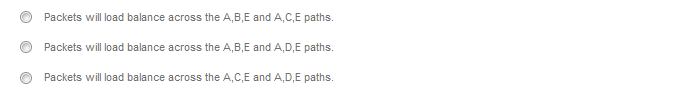 Packets will load balance across the A,B,E and A,C,E paths.
Packets will load balance across the A,B,E and A,D,E paths.
Packets will load balance across the A,C,E and A,D,E paths.